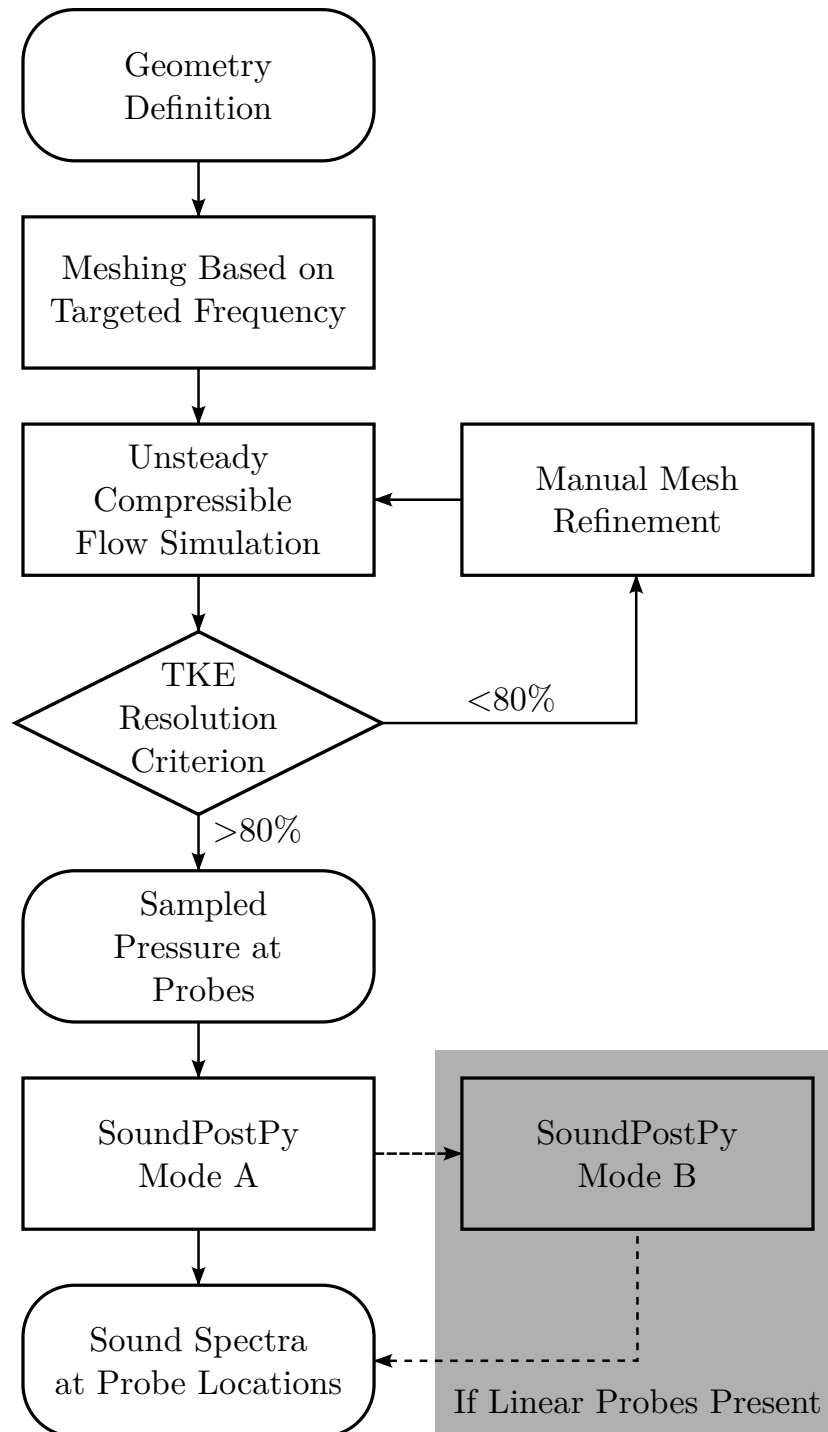 Geometry
Definition
Meshing Based on
Targeted Frequency
Unsteady
Compressible
Flow Simulation
Manual Mesh
Refinement
TKE
Resolution
Criterion
<80%
>80%
Sampled
Pressure at
Probes
SoundPostPy
Mode A
SoundPostPy
Mode B
Sound Spectra
at Probe Locations
If Linear Probes Present